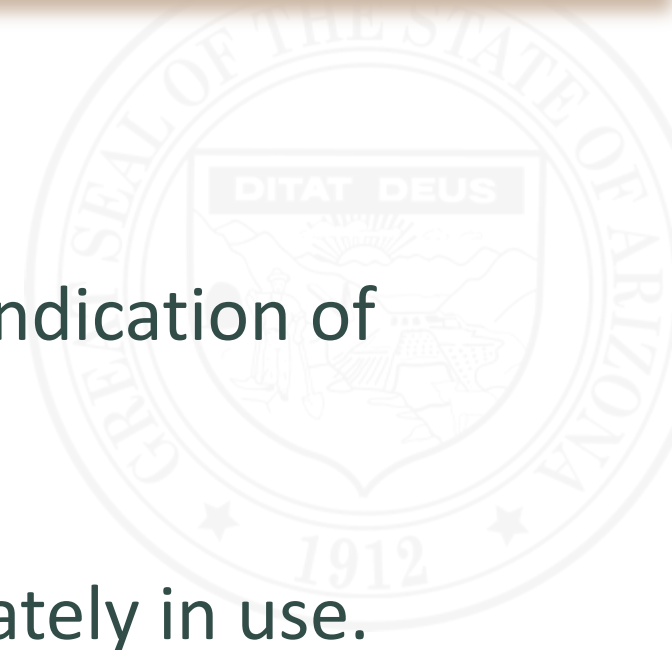 GREAT SEAL OF THE STATE OF ARIZONA
DITAT DEUS
ndication of
1912
ately in use.